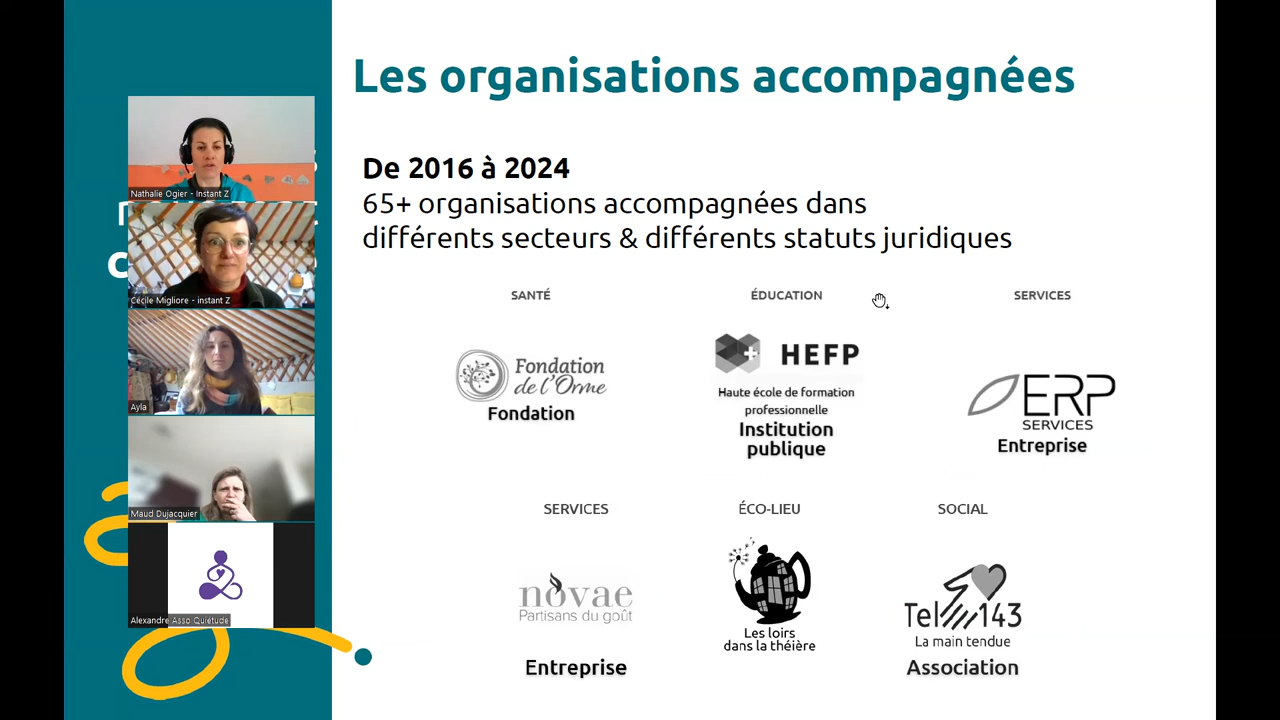 Les organisations accompagnées
De 2016 à 2024
65+ organisations accompagnées dans
différents secteurs & différents statuts juridiques
SANTÉ
ÉDUCATION
SERVICES
Fondation
de l'Orme
Fondation
HEFP
Haute école de formation
professionnelle
Institution
publique
ERP
SERVICES
Entreprise
SERVICES
ÉCO-LIEU
SOCIAL
novae
Partisans du goût
Entreprise
Les loirs
dans la théière
Tel 143
La main tendue
Association
Nathalie Ogier - Instant Z
Cécile Migliore - instant Z
Ayla
Maud Dujacquier
Alexandre Asso Quiétude